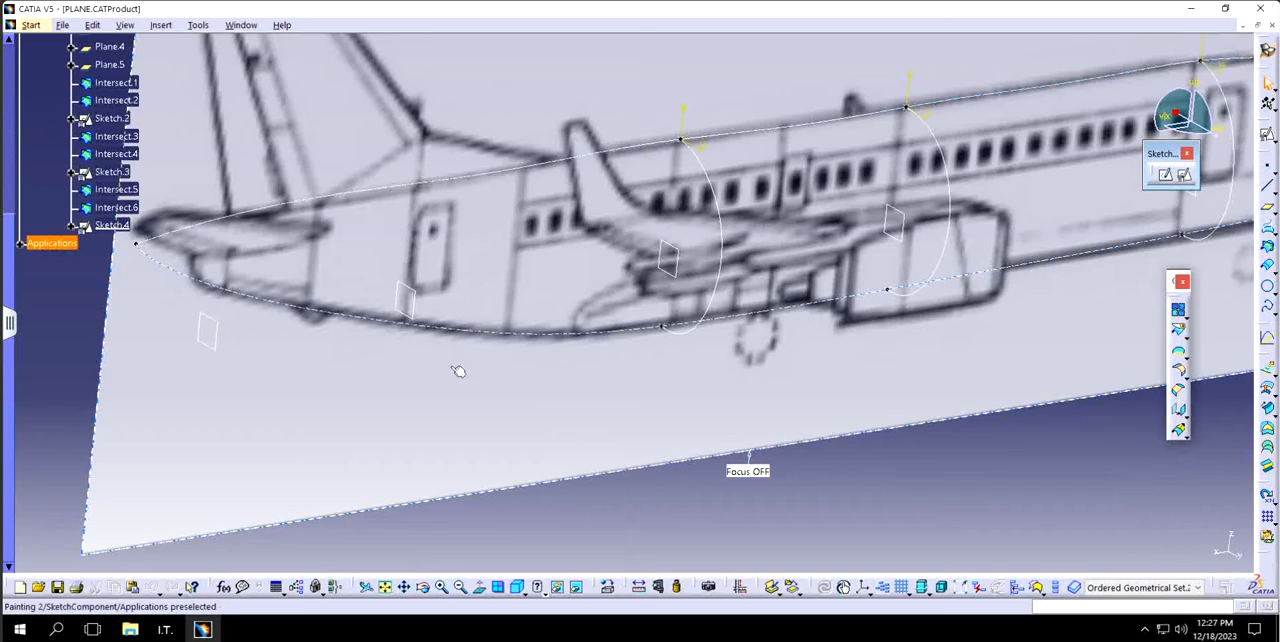 CATIA V5 - [PLANE.CATProduct]
Start File Edit View Insert Tools Window Help
Plane.4
Plane.5
Intersect.1
Intersect.2
Sketch.2
Intersect.3
Intersect.4
Sketch.3
Intersect.5
Intersect.6
Sketch.4
Applications
Sketch...
Focus OFF
Ordered Geometrical Set.2
CATIA
Painting 2/SketchComponent/Applications preselected
I.T.
12:27 PM
12/18/2023